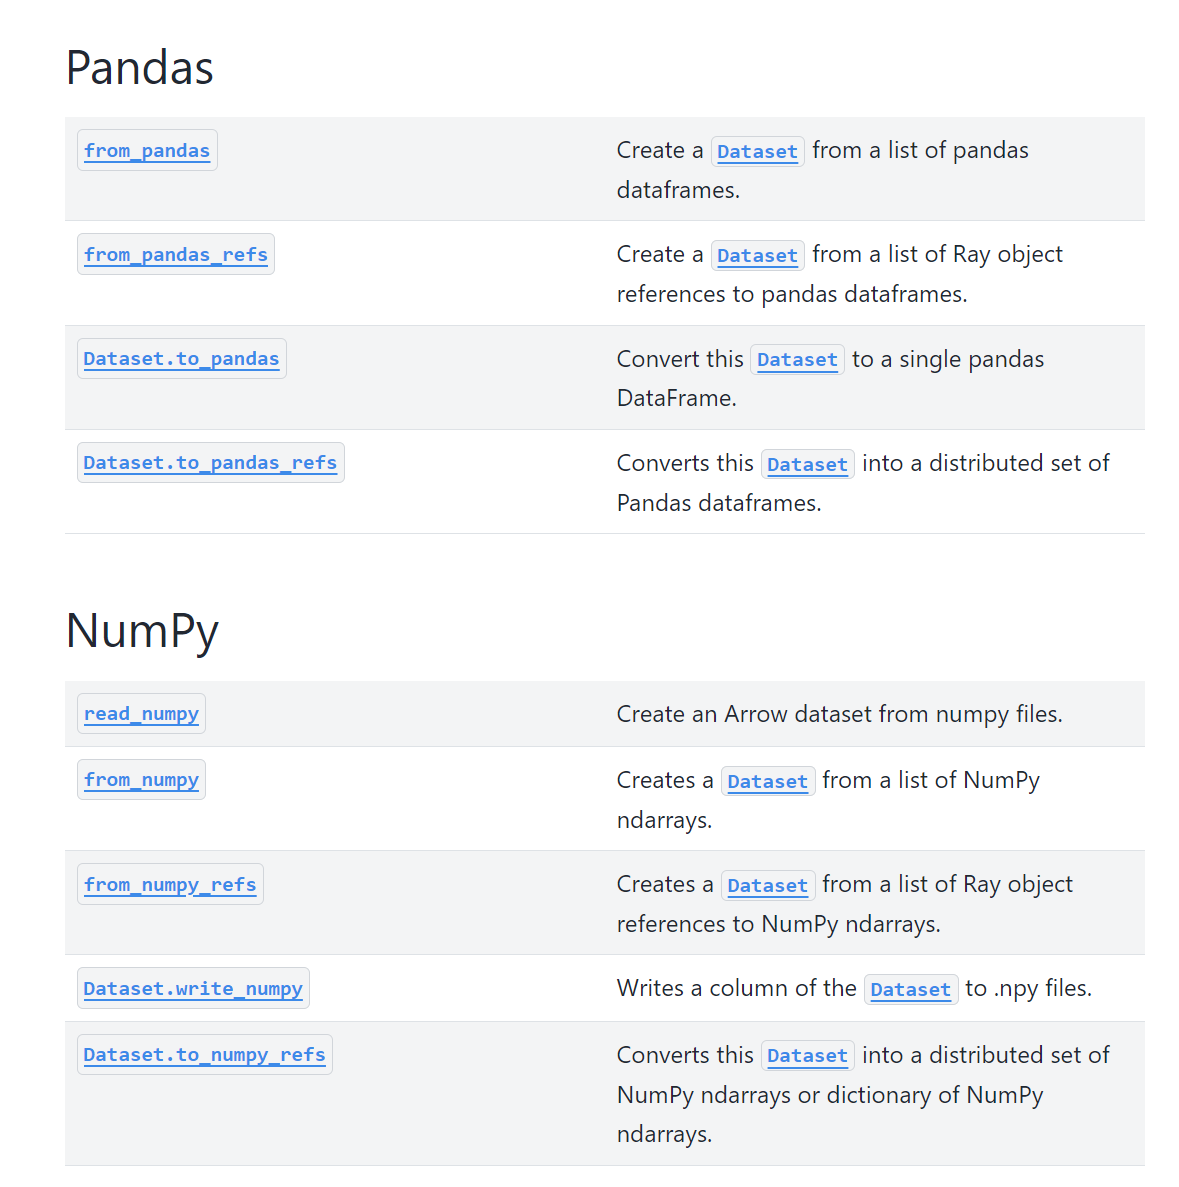 Pandas
from_pandas
Create a Dataset from a list of pandas
dataframes.
from_pandas_refs
Create a Dataset from a list of Ray object
references to pandas dataframes.
Dataset.to_pandas
Convert this Dataset to a single pandas
DataFrame.
Dataset.to_pandas_refs
Converts this Dataset into a distributed set of
Pandas dataframes.
NumPy
read_numpy
Create an Arrow dataset from numpy files.
from_numpy
Creates a Dataset from a list of NumPy
ndarrays.
from_numpy_refs
Creates a Dataset from a list of Ray object
references to NumPy ndarrays.
Dataset.write_numpy
Writes a column of the Dataset to .npy files.
Dataset.to_numpy_refs
Converts this Dataset into a distributed set of
NumPy ndarrays or dictionary of NumPy
ndarrays.